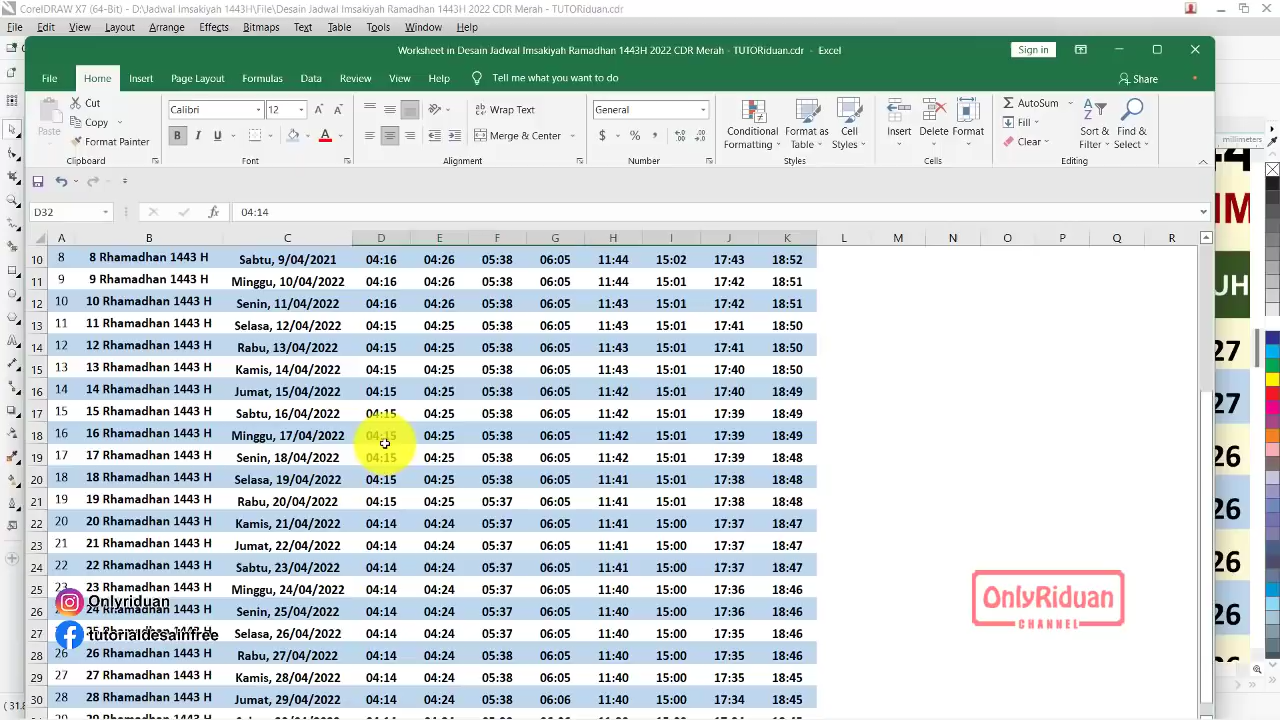 CorelDRAW X7 (64-Bit) - D:\Jadwal Imsakiyah 1443H\File\Desain Jadwal Imsakiyah Ramadhan 1443H 2022 CDR Merah - TUTORiduan.cdr
File Edit View Layout Arrange Effects Bitmaps Text Table Tools Window Help
Worksheet in Desain Jadwal Imsakiyah Ramadhan 1443H 2022 CDR Merah - TUTORiduan.cdr - Excel
Sign in
File Home Insert Page Layout Formulas Data Review View Help Tell me what you want to do Share
Paste Cut Copy Format Painter Clipboard
Calibri 12 B I U A Font
Wrap Text Merge & Center Alignment
General $ % Number
Conditional Formatting Format as Table Cell Styles Styles
Insert Delete Format Cells
AutoSum Fill Clear Sort & Filter Find & Select Editing
D32 fx 04:14
A B C D E F G H I J K L M N O P Q R
10 8 8 Rhamadhan 1443 H Sabtu, 9/04/2021 04:16 04:26 05:38 06:05 11:44 15:02 17:43 18:52
11 9 9 Rhamadhan 1443 H Minggu, 10/04/2022 04:16 04:26 05:38 06:05 11:44 15:01 17:42 18:51
12 10 10 Rhamadhan 1443 H Senin, 11/04/2022 04:16 04:26 05:38 06:05 11:43 15:01 17:42 18:51
13 11 11 Rhamadhan 1443 H Selasa, 12/04/2022 04:15 04:25 05:38 06:05 11:43 15:01 17:41 18:50
14 12 12 Rhamadhan 1443 H Rabu, 13/04/2022 04:15 04:25 05:38 06:05 11:43 15:01 17:41 18:50
15 13 13 Rhamadhan 1443 H Kamis, 14/04/2022 04:15 04:25 05:38 06:05 11:43 15:01 17:40 18:50
16 14 14 Rhamadhan 1443 H Jumat, 15/04/2022 04:15 04:25 05:38 06:05 11:42 15:01 17:40 18:49
17 15 15 Rhamadhan 1443 H Sabtu, 16/04/2022 04:15 04:25 05:38 06:05 11:42 15:01 17:39 18:49
18 16 16 Rhamadhan 1443 H Minggu, 17/04/2022 04:15 04:25 05:38 06:05 11:42 15:01 17:39 18:49
19 17 17 Rhamadhan 1443 H Senin, 18/04/2022 04:15 04:25 05:38 06:05 11:42 15:01 17:39 18:48
20 18 18 Rhamadhan 1443 H Selasa, 19/04/2022 04:15 04:25 05:38 06:05 11:41 15:01 17:38 18:48
21 19 19 Rhamadhan 1443 H Rabu, 20/04/2022 04:15 04:25 05:37 06:05 11:41 15:01 17:38 18:48
22 20 20 Rhamadhan 1443 H Kamis, 21/04/2022 04:14 04:24 05:37 06:05 11:41 15:00 17:37 18:47
23 21 21 Rhamadhan 1443 H Jumat, 22/04/2022 04:14 04:24 05:37 06:05 11:41 15:00 17:37 18:47
24 22 22 Rhamadhan 1443 H Sabtu, 23/04/2022 04:14 04:24 05:37 06:05 11:41 15:00 17:37 18:47
25 23 23 Rhamadhan 1443 H Minggu, 24/04/2022 04:14 04:24 05:37 06:05 11:40 15:00 17:36 18:46
26 24 Rhamadhan 1443 H Senin, 25/04/2022 04:14 04:24 05:37 06:05 11:40 15:00 17:36 18:46
27 Rhamadhan 1443 H Selasa, 26/04/2022 04:14 04:24 05:37 06:05 11:40 15:00 17:35 18:46
28 26 26 Rhamadhan 1443 H Rabu, 27/04/2022 04:14 04:24 05:37 06:05 11:40 15:00 17:35 18:46
29 27 27 Rhamadhan 1443 H Kamis, 28/04/2022 04:14 04:24 05:37 06:05 11:40 15:00 17:35 18:45
30 28 28 Rhamadhan 1443 H Jumat, 29/04/2022 04:14 04:24 05:38 06:06 11:40 15:00 17:34 18:45
Onlyriduan
tutorialdesainfree
OnlyRiduan
CHANNEL
millimeters
IM
UH
27
27
26
26
26